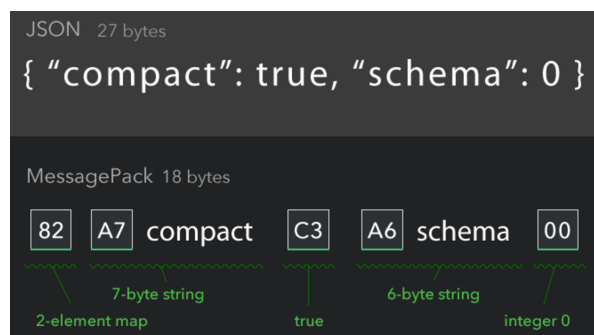 JSON 27 bytes
{ “compact”: true, “schema”: 0 }
MessagePack 18 bytes
82 A7 compact C3 A6 schema 00
7-byte string 6-byte string
2-element map true integer 0